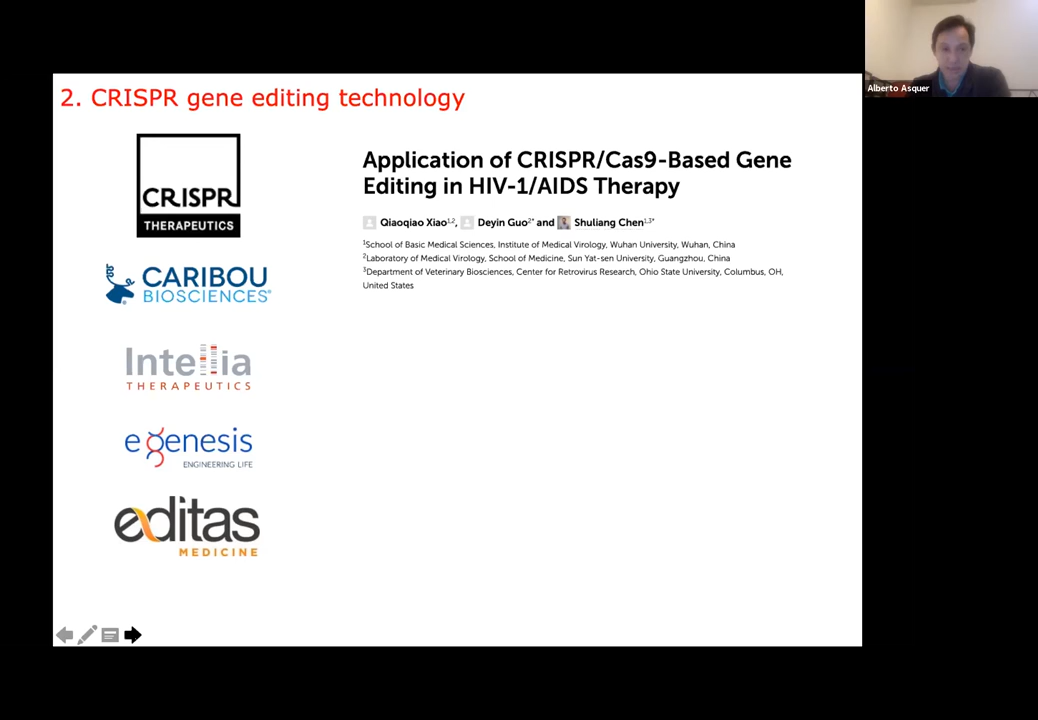 Alberto Asquer
2. CRISPR gene editing technology
CRISPR
THERAPEUTICS
CARIBOU
BIOSCIENCES®
Intellia
THERAPEUTICS
egenesis
ENGINEERING LIFE
editas
MEDICINE
Application of CRISPR/Cas9-Based Gene
Editing in HIV-1/AIDS Therapy
Qiaoqiao Xiao1,2, Deyin Guo2* and Shuliang Chen1,3*
1School of Basic Medical Sciences, Institute of Medical Virology, Wuhan University, Wuhan, China
2Laboratory of Medical Virology, School of Medicine, Sun Yat-sen University, Guangzhou, China
3Department of Veterinary Biosciences, Center for Retrovirus Research, Ohio State University, Columbus, OH,
United States